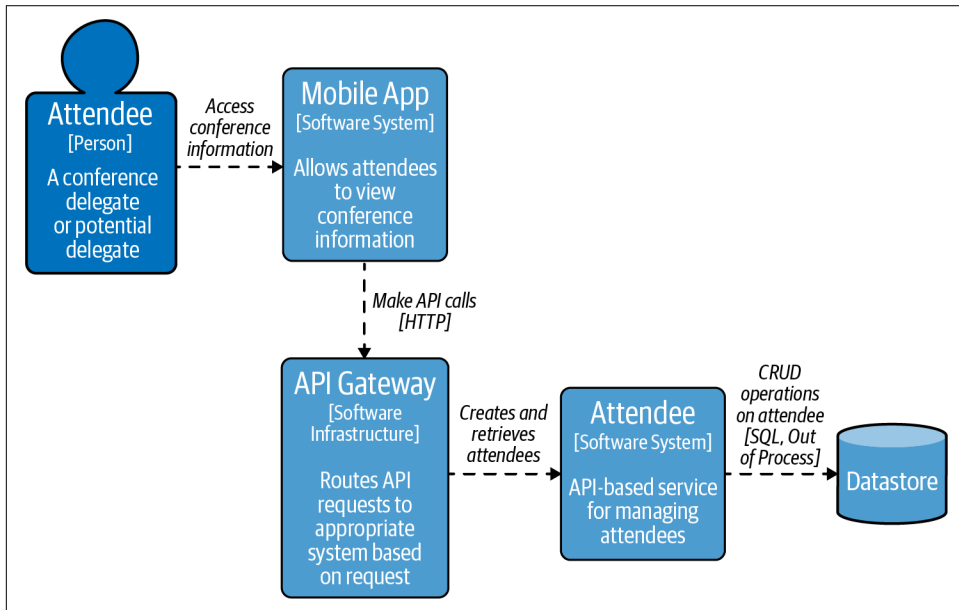 Attendee
[Person]
A conference
delegate
or potential
delegate
Access
conference
information
Mobile App
[Software System]
Allows attendees
to view
conference
information
Make API calls
[HTTP]
API Gateway
[Software
Infrastructure]
Routes API
requests to
appropriate
system based
on request
Creates and
retrieves
attendees
Attendee
[Software System]
API-based service
for managing
attendees
CRUD
operations
on attendee
[SQL, Out
of Process]
Datastore